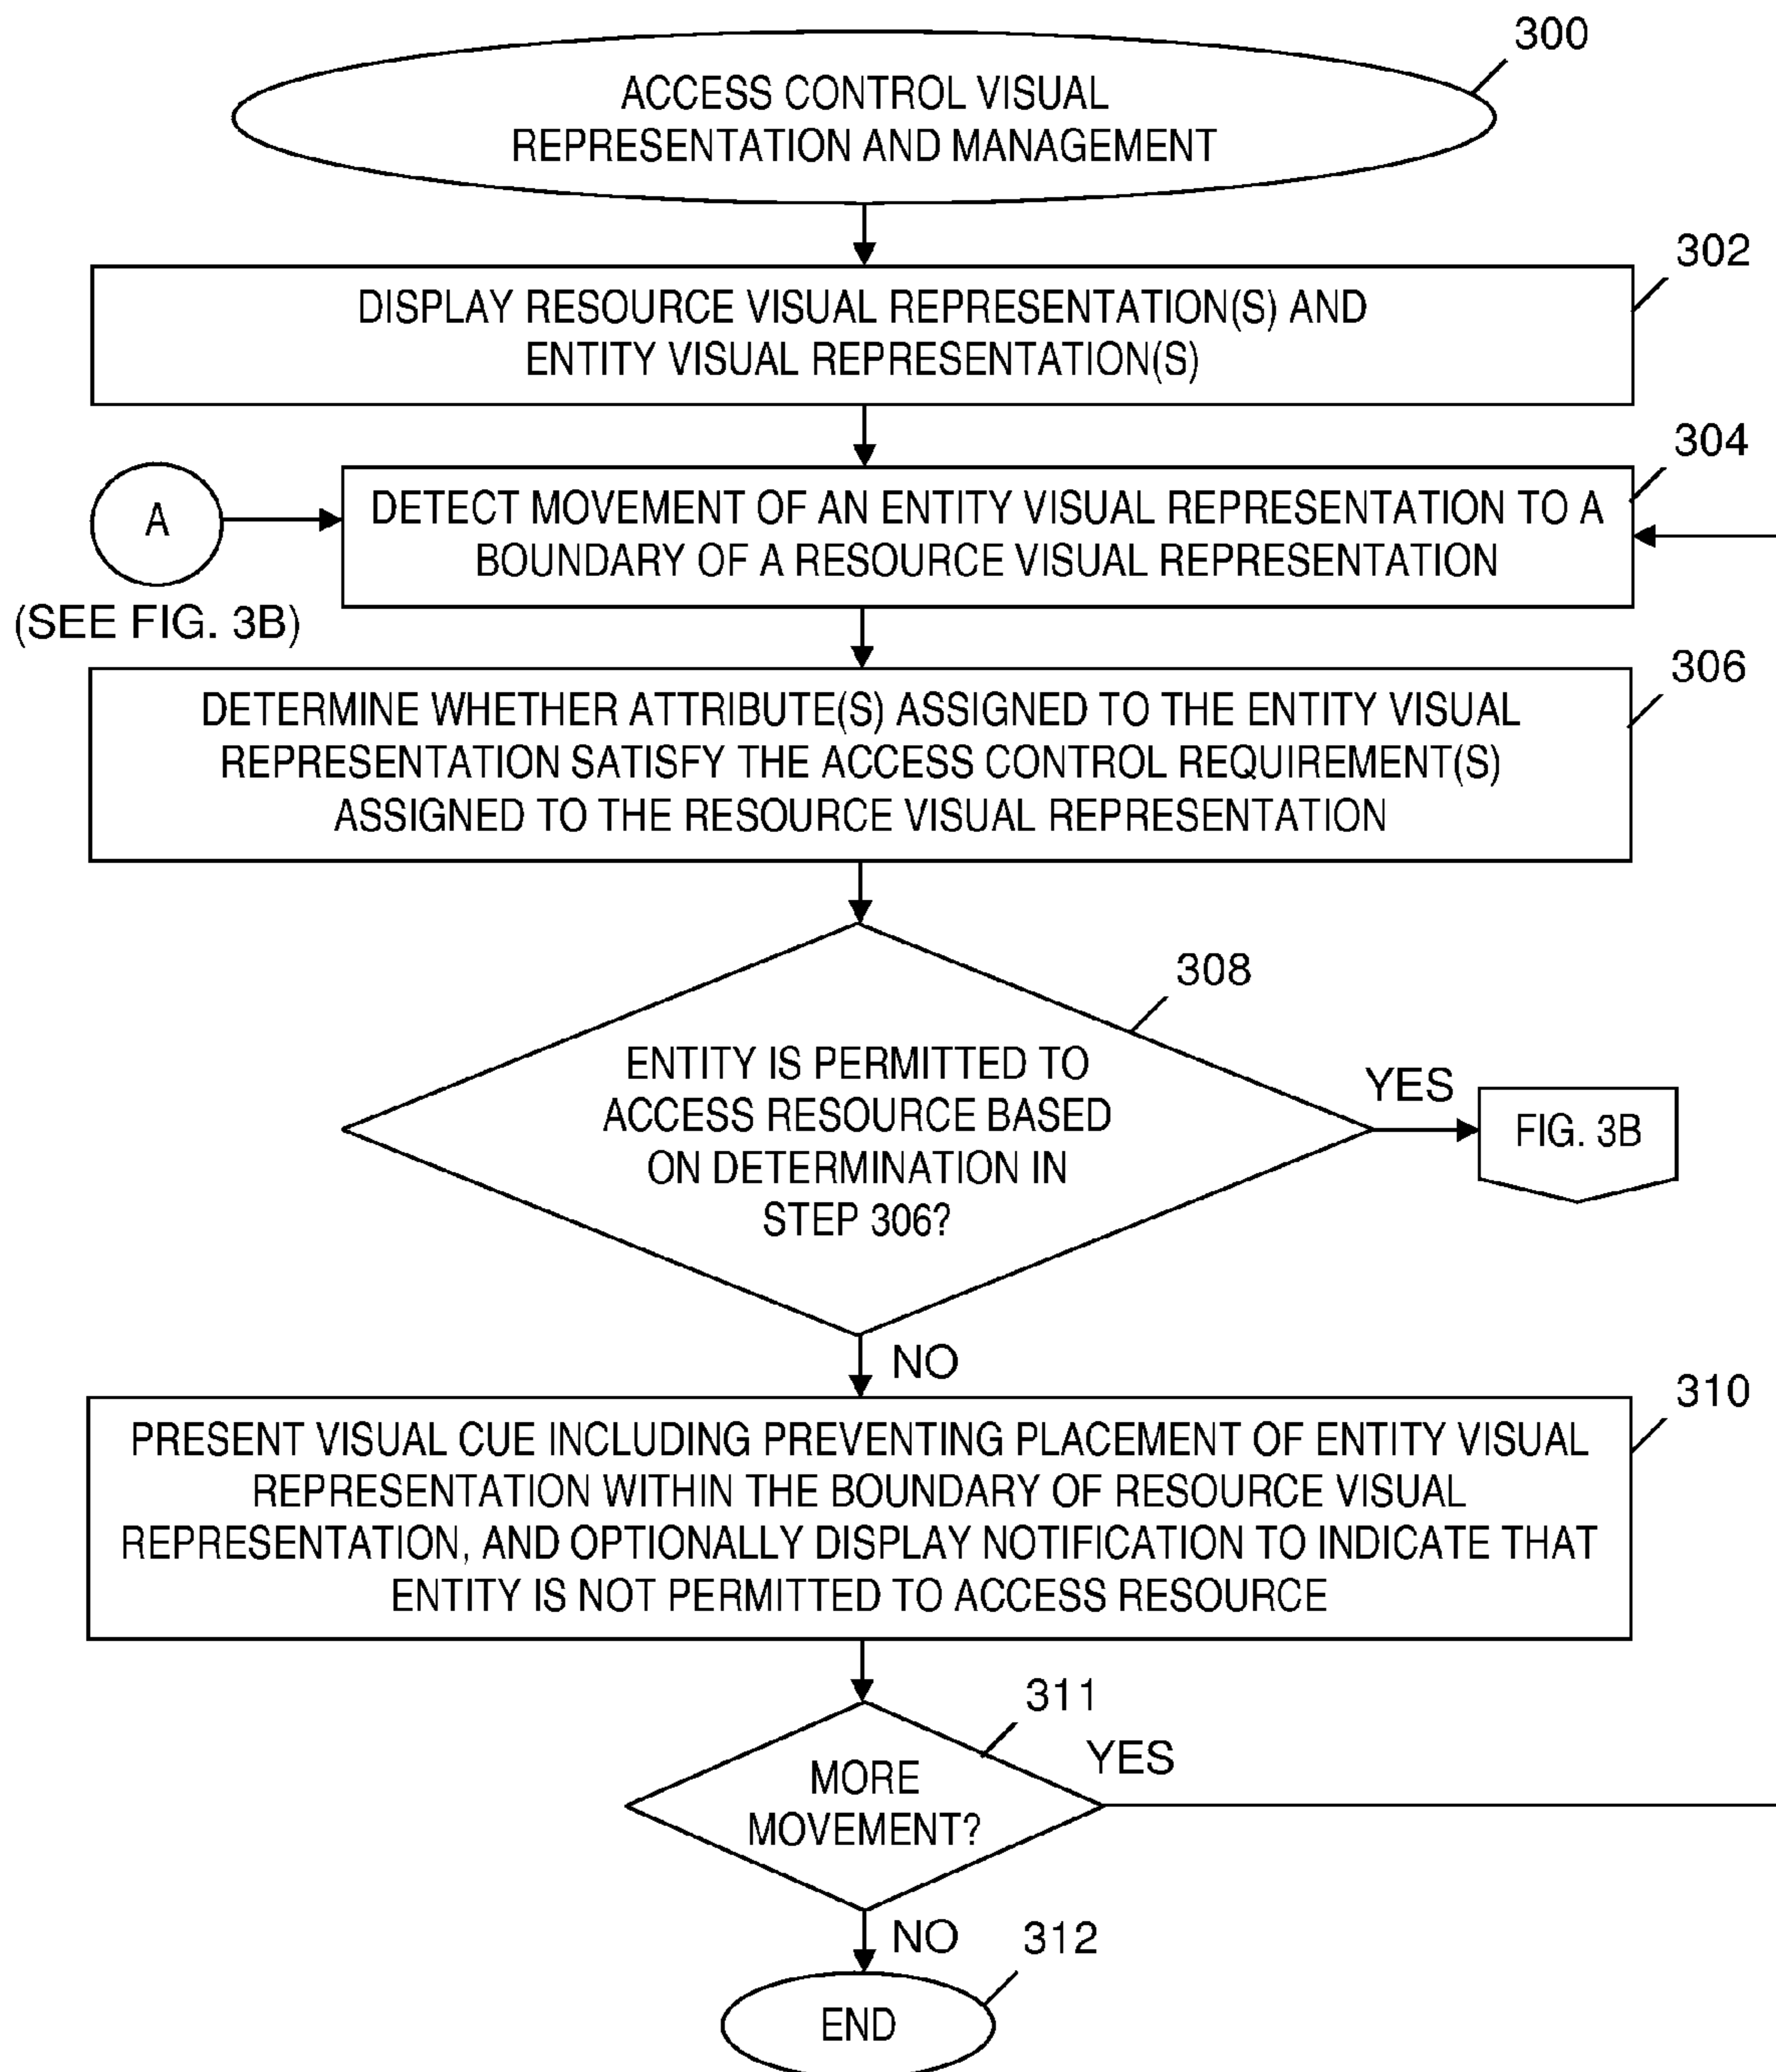 300
ACCESS CONTROL VISUAL
REPRESENTATION AND MANAGEMENT
302
DISPLAY RESOURCE VISUAL REPRESENTATION(S) AND
ENTITY VISUAL REPRESENTATION(S)
304
A
(SEE FIG. 3B)
DETECT MOVEMENT OF AN ENTITY VISUAL REPRESENTATION TO A
BOUNDARY OF A RESOURCE VISUAL REPRESENTATION
306
DETERMINE WHETHER ATTRIBUTE(S) ASSIGNED TO THE ENTITY VISUAL
REPRESENTATION SATISFY THE ACCESS CONTROL REQUIREMENT(S)
ASSIGNED TO THE RESOURCE VISUAL REPRESENTATION
308
ENTITY IS PERMITTED TO
ACCESS RESOURCE BASED
ON DETERMINATION IN
STEP 306?
YES
FIG. 3B
NO
310
PRESENT VISUAL CUE INCLUDING PREVENTING PLACEMENT OF ENTITY VISUAL
REPRESENTATION WITHIN THE BOUNDARY OF RESOURCE VISUAL
REPRESENTATION, AND OPTIONALLY DISPLAY NOTIFICATION TO INDICATE THAT
ENTITY IS NOT PERMITTED TO ACCESS RESOURCE
311
MORE
MOVEMENT?
YES
NO
312
END